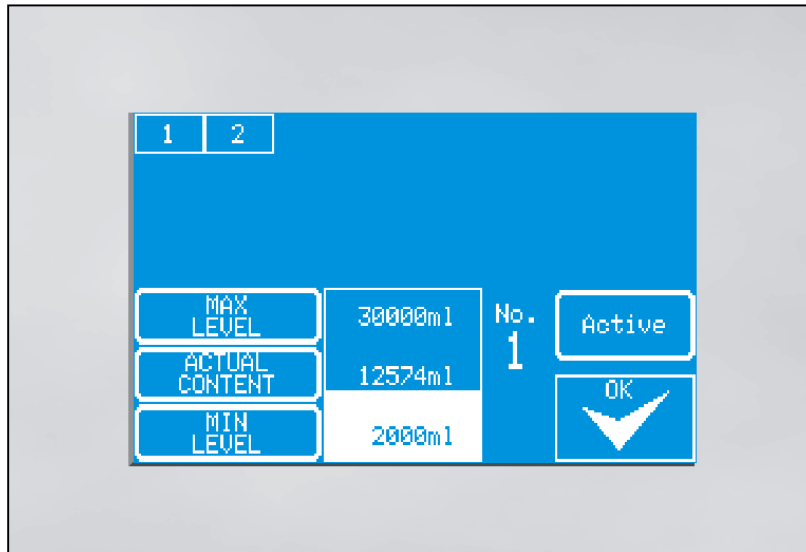 1 2
MAX
LEVEL
30000ml
No.
1
Active
ACTUAL
CONTENT
12574ml
OK
MIN
LEVEL
2000ml